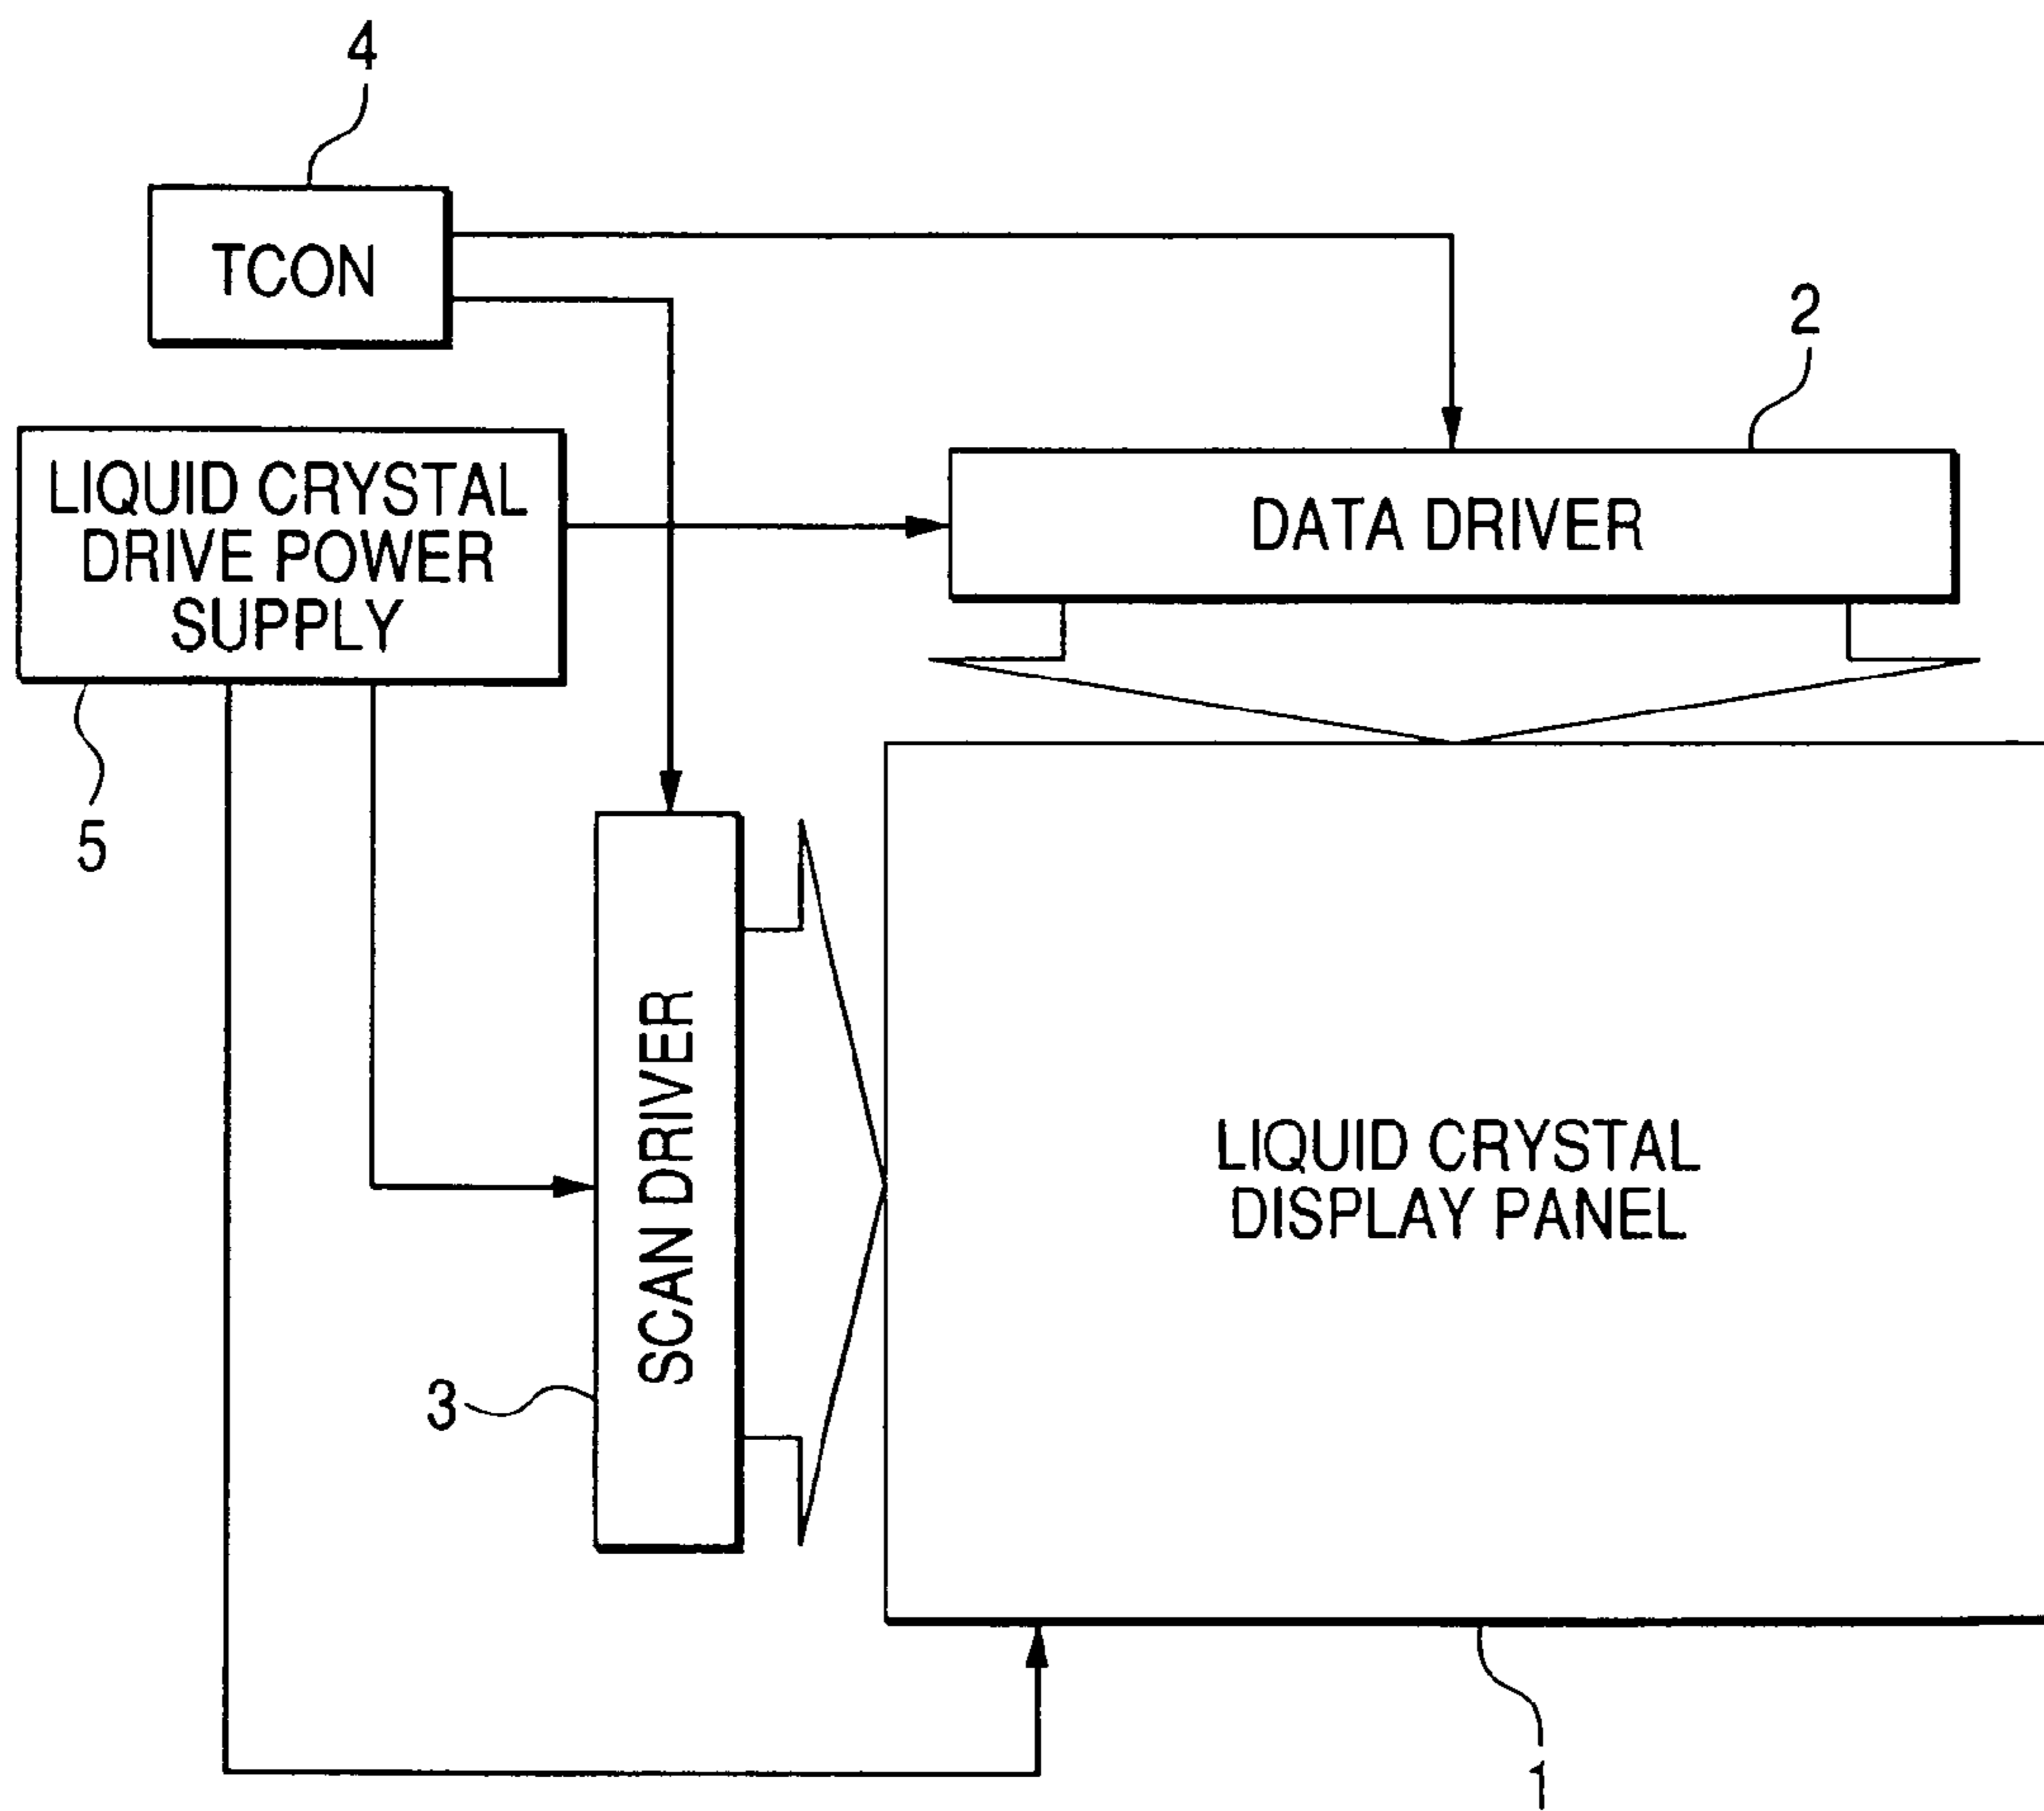 4
TCON
2
LIQUID CRYSTAL
DRIVE POWER
SUPPLY
DATA DRIVER
5
SCAN DRIVER
LIQUID CRYSTAL
DISPLAY PANEL
3
1